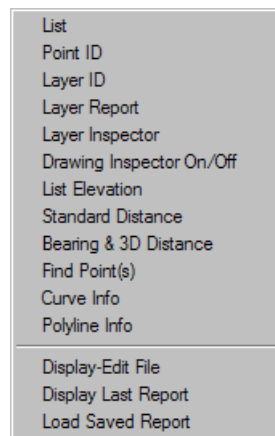 List
Point ID
Layer ID
Layer Report
Layer Inspector
Drawing Inspector On/Off
List Elevation
Standard Distance
Bearing & 3D Distance
Find Point(s)
Curve Info
Polyline Info
Display-Edit File
Display Last Report
Load Saved Report